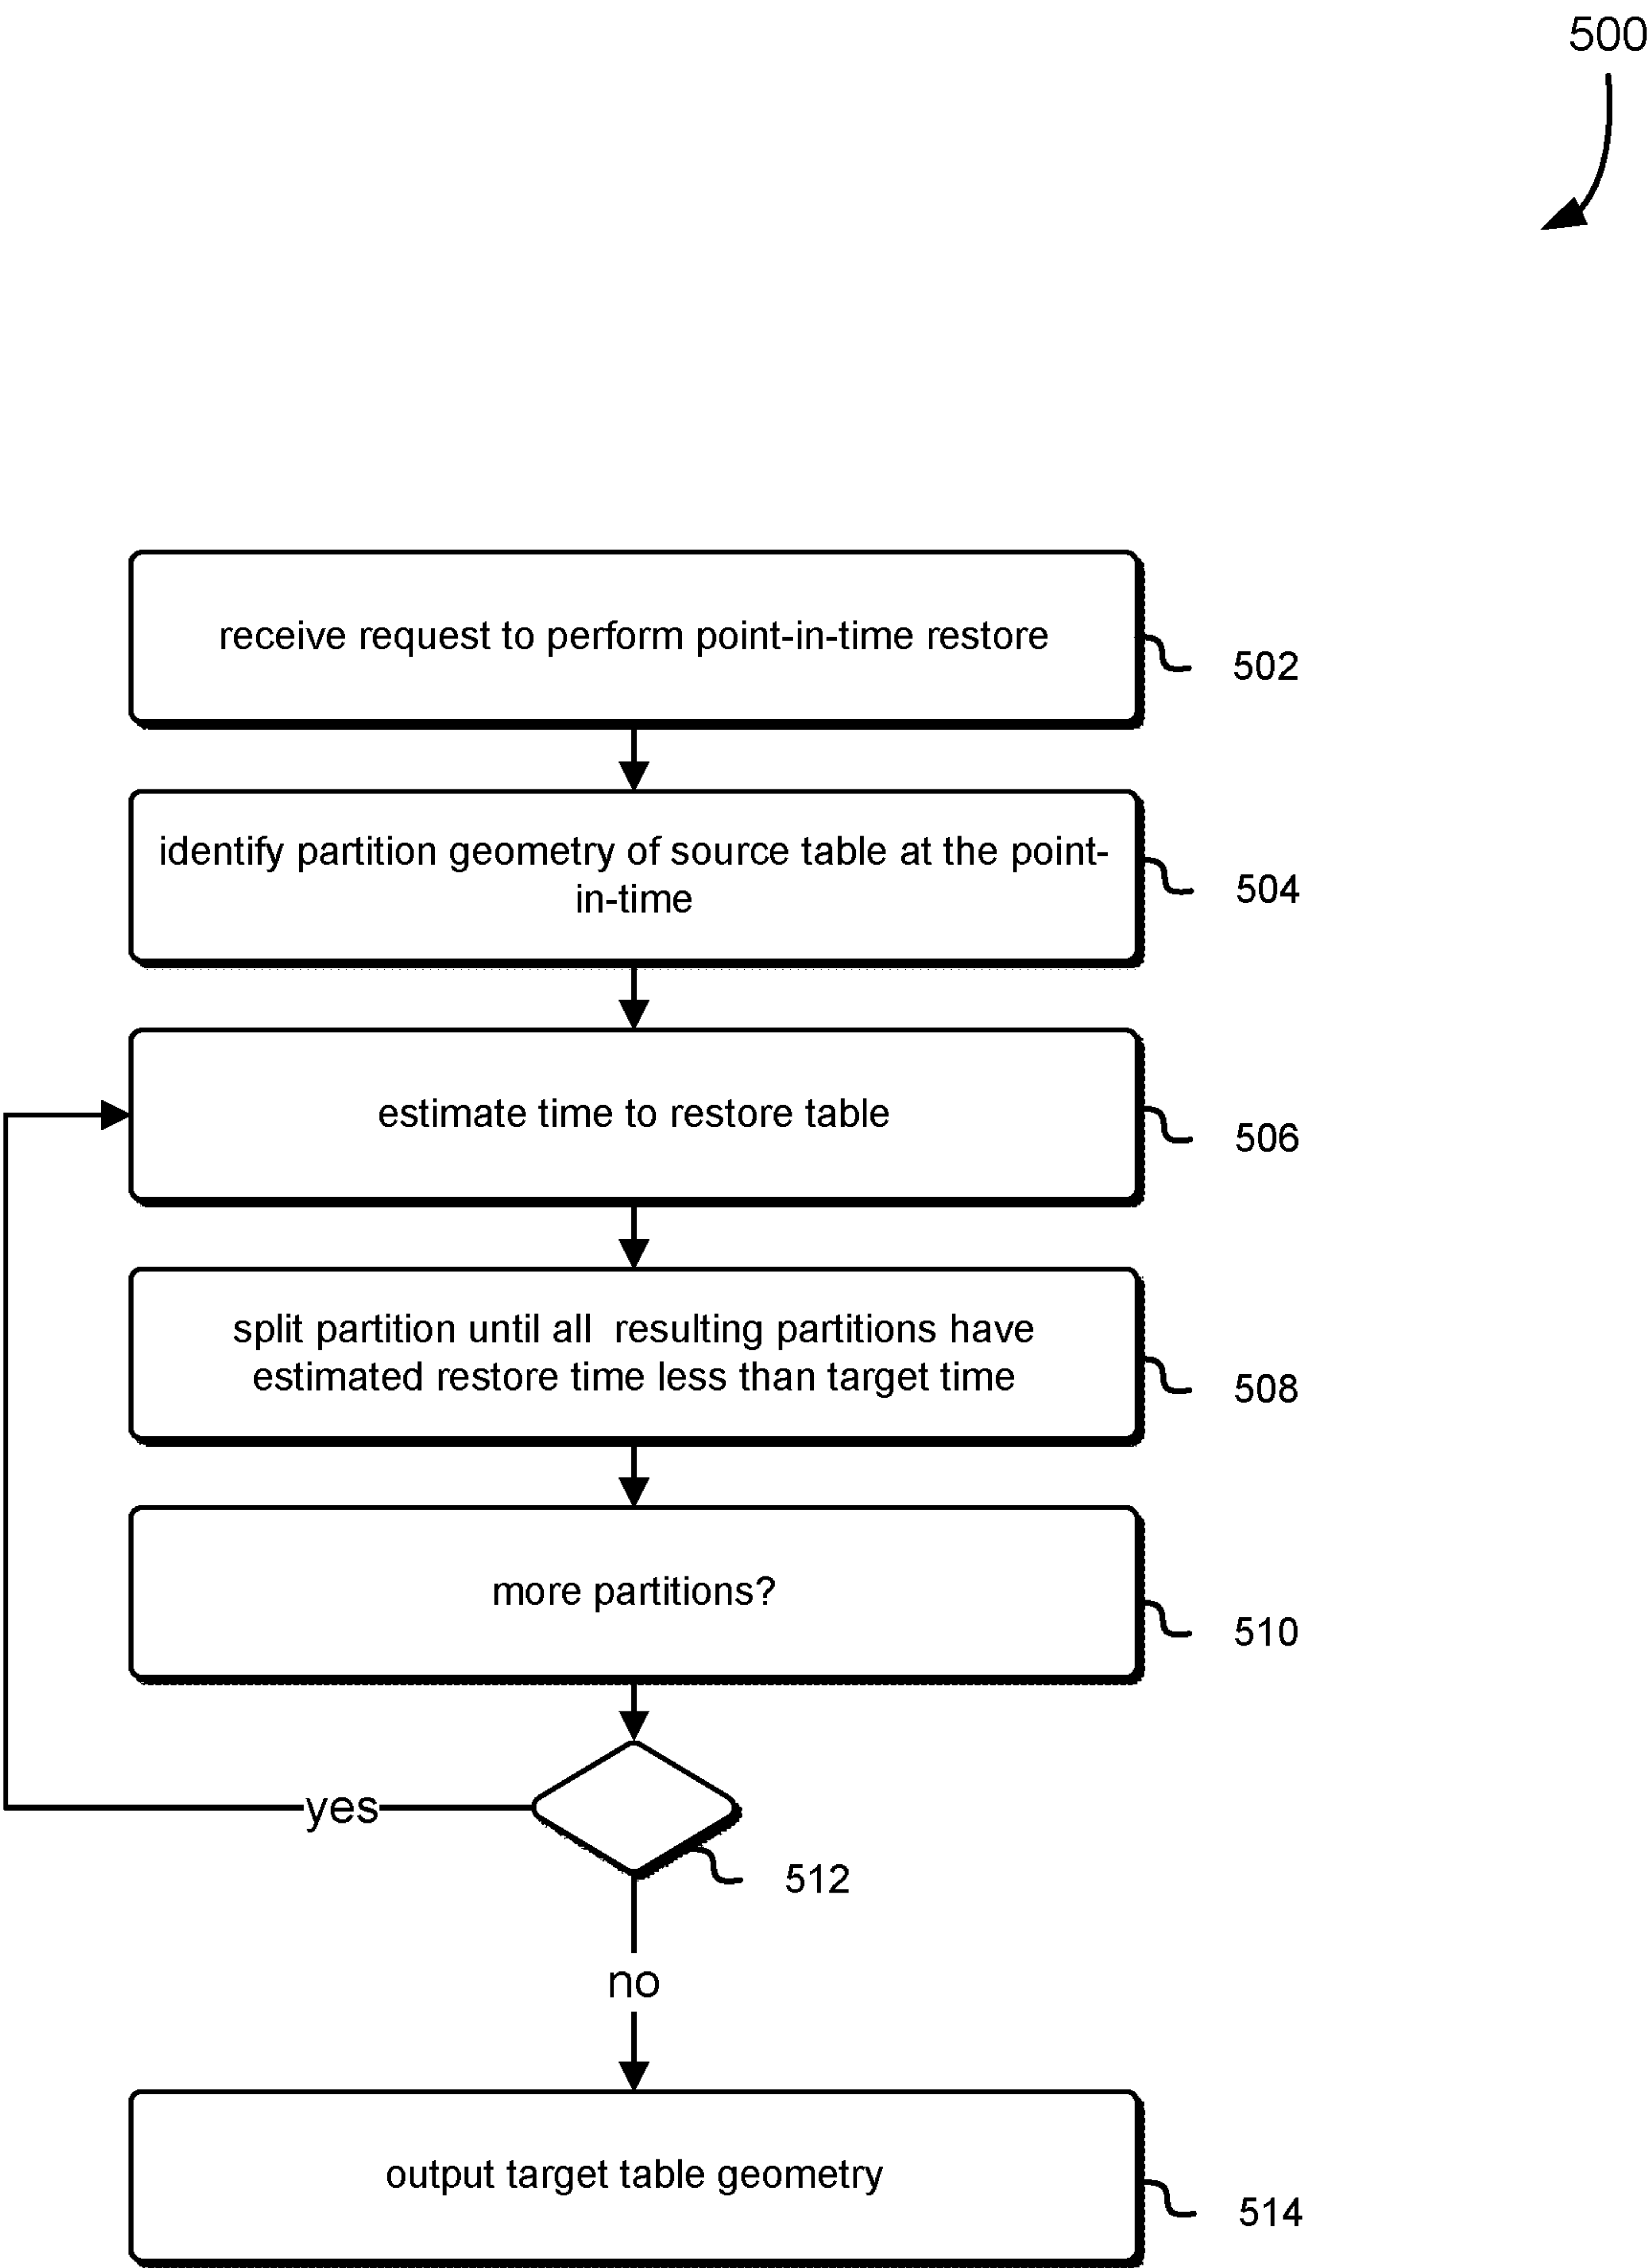 500
receive request to perform point-in-time restore
502
identify partition geometry of source table at the point-
in-time
504
estimate time to restore table
506
split partition until all  resulting partitions have
estimated restore time less than target time
508
more partitions?
510
yes
512
no
output target table geometry
514